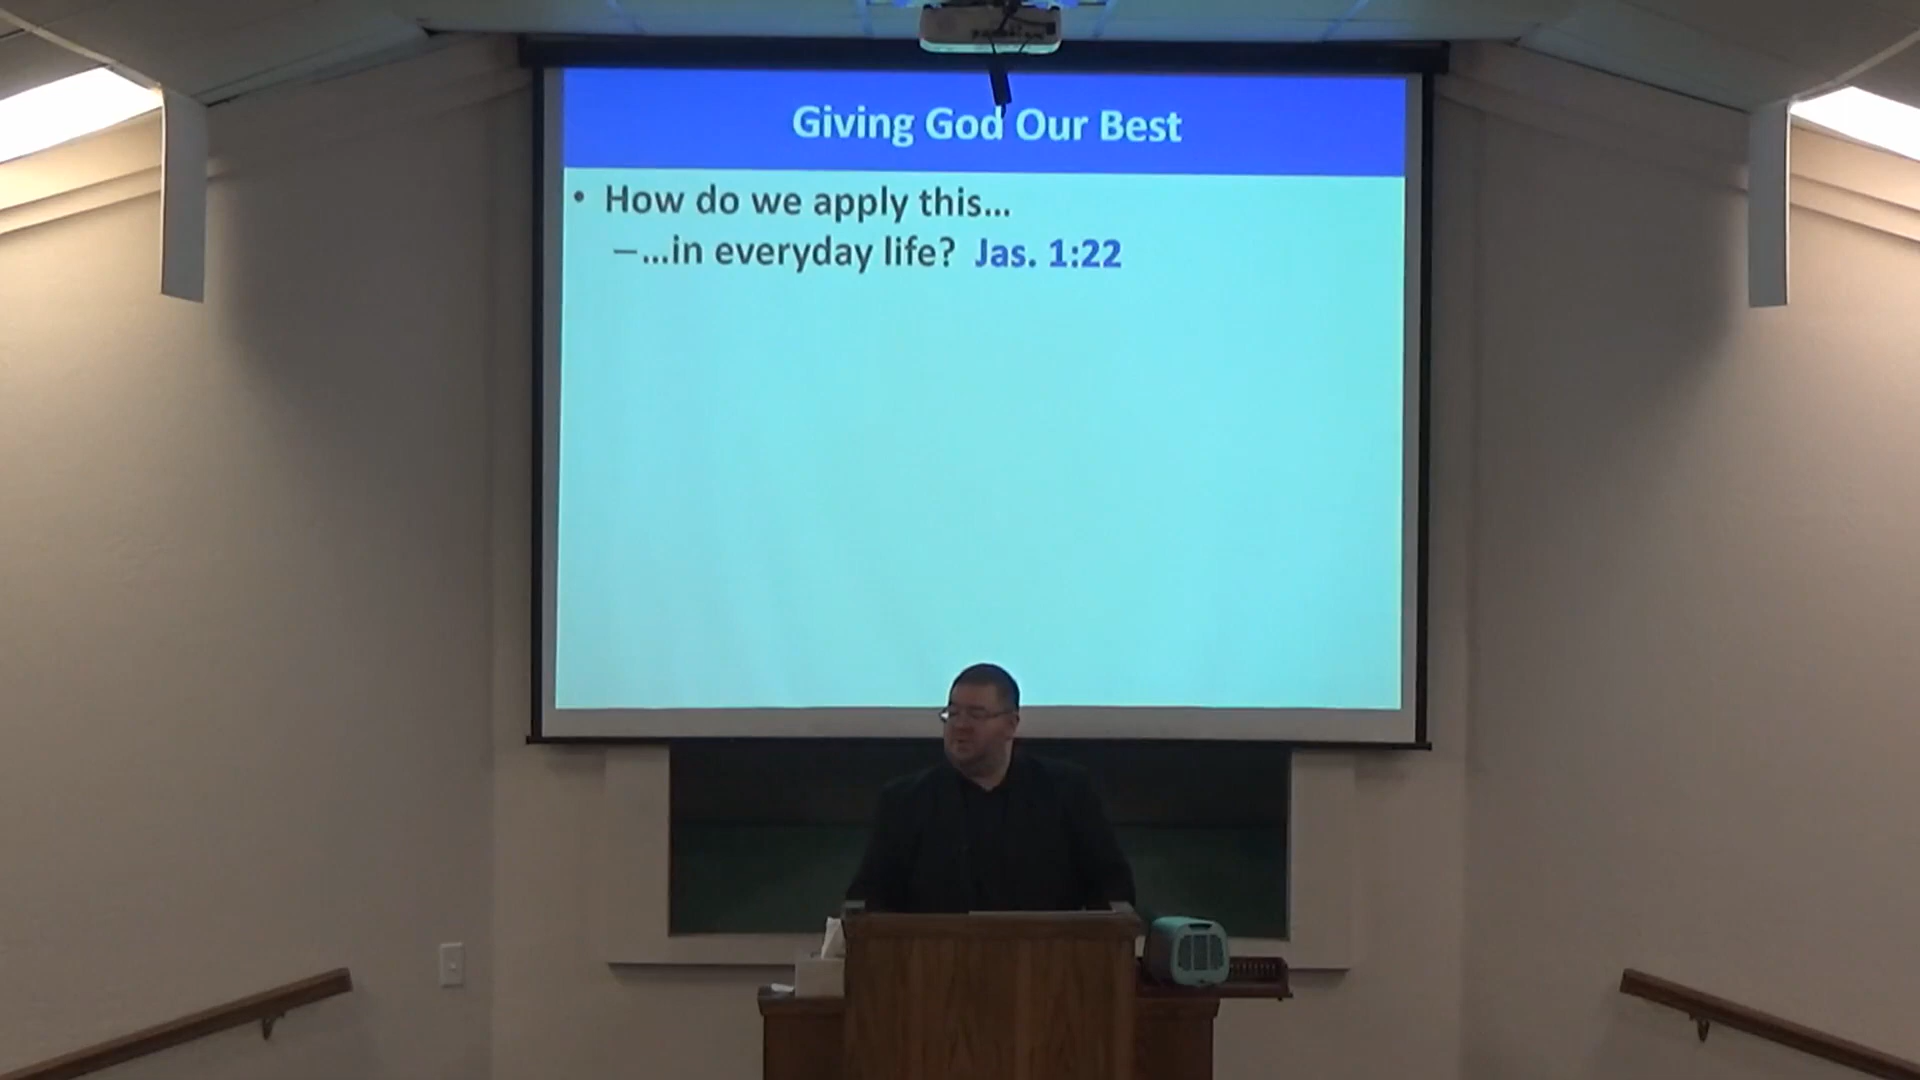 Giving God Our Best
• How do we apply this...
–...in everyday life? Jas. 1:22